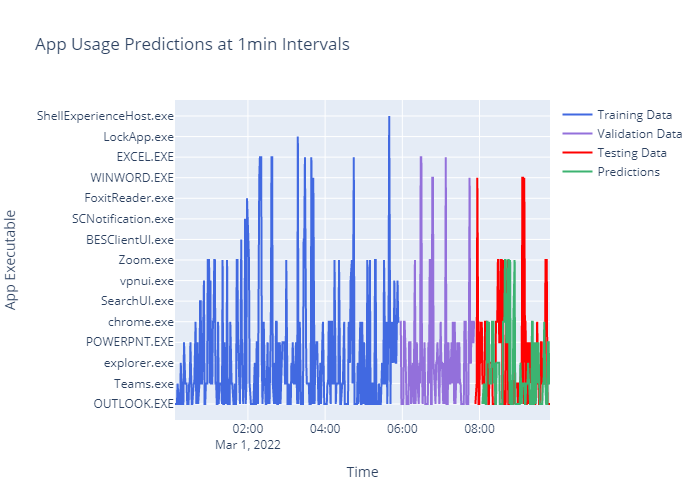 App Usage Predictions at 1min Intervals
ShellExperienceHost.exe
LockApp.exe
EXCEL.EXE
WINWORD.EXE
FoxitReader.exe
SCNotification.exe
BESClientUI.exe
Zoom.exe
vpnui.exe
SearchUI.exe
chrome.exe
POWERPNT.EXE
explorer.exe
Teams.exe
OUTLOOK.EXE
App Executable
02:00
Mar 1, 2022
04:00
06:00
08:00
Time
Training Data
Validation Data
Testing Data
Predictions